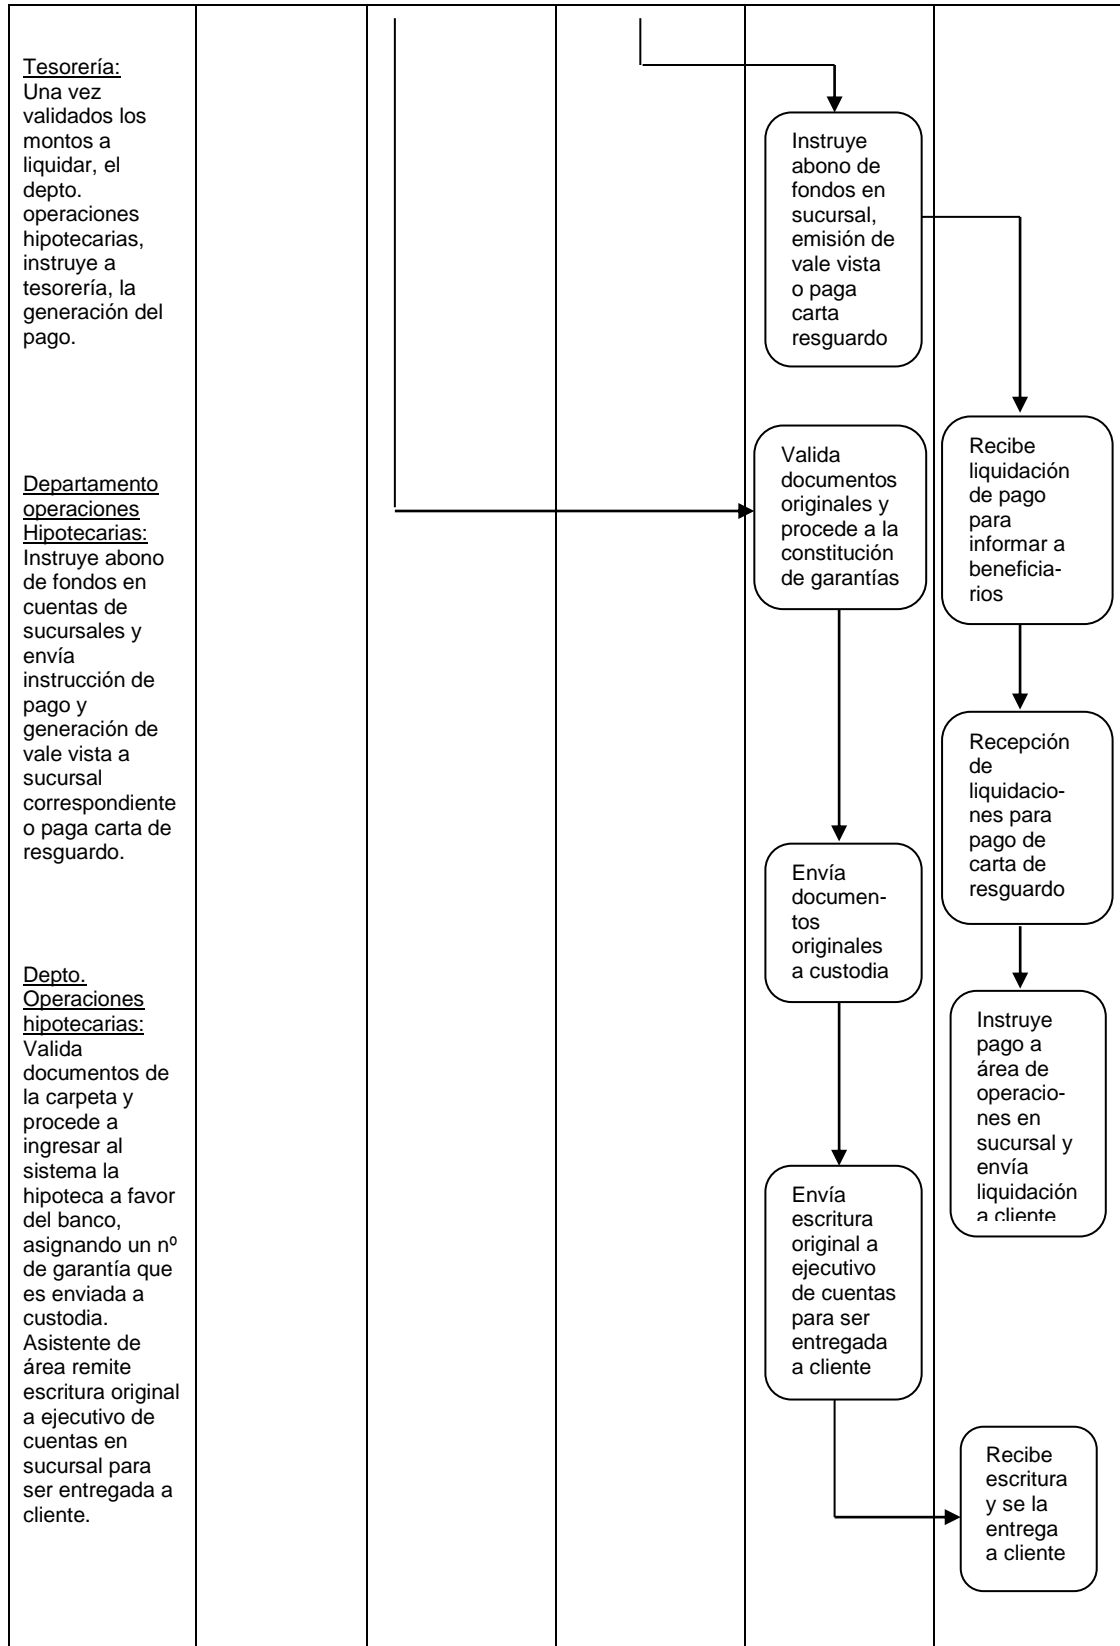 Tesorería:
Una vez
validados los
montos a
liquidar, el
depto.
operaciones
hipotecarias,
instruye a
tesorería, la
generación del
pago.
Departamento
operaciones
Hipotecarias:
Instruye abono
de fondos en
cuentas de
sucursales y
envía
instrucción de
pago y
generación de
vale vista a
sucursal
correspondiente
o paga carta de
resguardo.
Depto.
Operaciones
hipotecarias:
Valida
documentos de
la carpeta y
procede a
ingresar al
sistema la
hipoteca a favor
del banco,
asignando un nº
de garantía que
es enviada a
custodia.
Asistente de
área remite
escritura original
a ejecutivo de
cuentas en
sucursal para
ser entregada a
cliente.
Instruye
abono de
fondos en
sucursal,
emisión de
vale vista
o paga
carta
resguardo
Valida
documentos
originales y
procede a la
constitución
de garantías
Envía
documen-
tos
originales
a custodia
Envía
escritura
original a
ejecutivo
de cuentas
para ser
entregada
a cliente
Recibe
liquidación
de pago
para
informar a
beneficia-
rios
Recepción
de
liquidacio-
nes para
pago de
carta de
resguardo
Instruye
pago a
área de
operacio-
nes en
sucursal y
envía
liquidación
a cliente
Recibe
escritura
y se la
entrega
a cliente